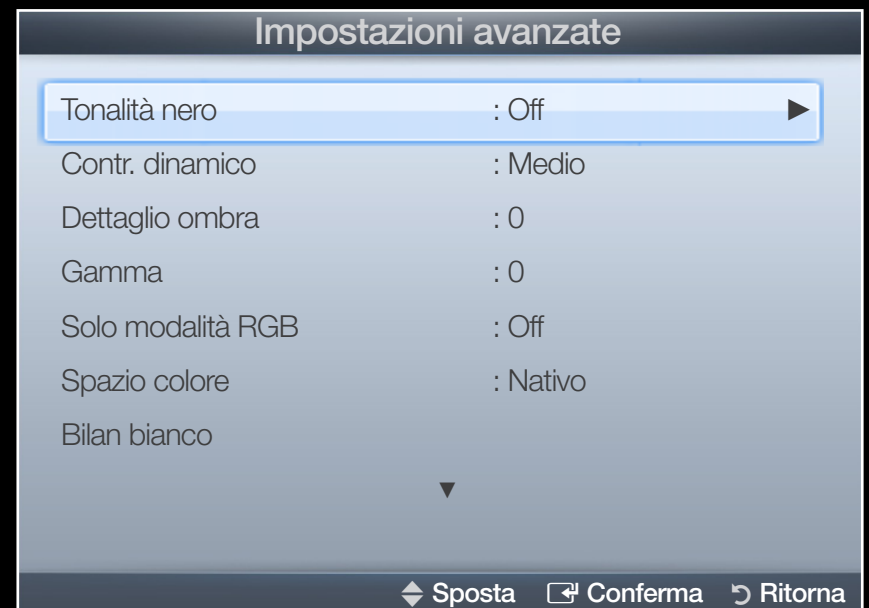 Impostazioni avanzate
Tonalità nero : Off ►
Contr. dinamico : Medio
Dettaglio ombra : 0
Gamma : 0
Solo modalità RGB : Off
Spazio colore : Nativo
Bilan bianco
▼
Sposta Conferma Ritorna